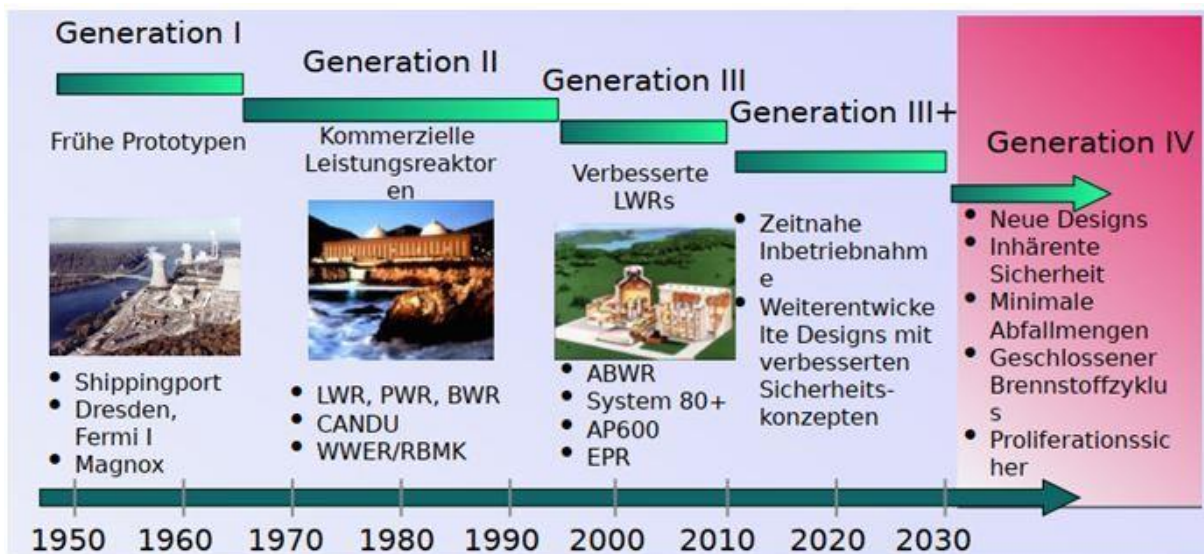 Generation I
Frühe Prototypen
• Shippingport
• Dresden,
Fermi I
• Magnox
Generation II
Kommerzielle
Leistungsreaktor
en
• LWR, PWR, BWR
• CANDU
• WWER/RBMK
Generation III
Verbesserte
LWRs
• ABWR
• System 80+
• AP600
• EPR
Generation III+
• Zeitnahe
Inbetriebnahm
e
• Weiterentwicke
lte Designs mit
verbesserten
Sicherheits-
konzepten
Generation IV
• Neue Designs
• Inhärente
Sicherheit
• Minimale
Abfallmengen
• Geschlossener
Brennstoffzyklu
s
• Proliferationssic
her
1950 1960 1970 1980 1990 2000 2010 2020 2030